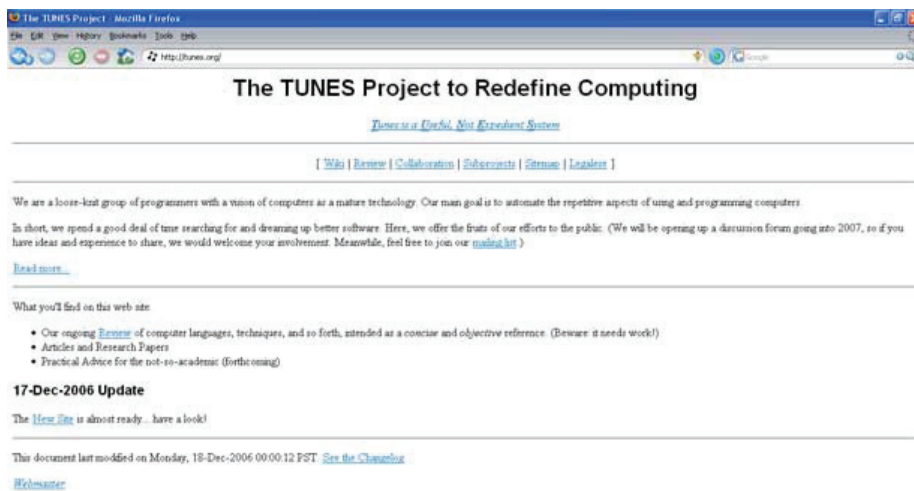 The TUNES Project - Mozilla Firefox
File Edit View History Bookmarks Tools Help
http://tunes.org/ Google
The TUNES Project to Redefine Computing
Tunes is a Useful, Not Expedient System
[ Wiki | Review | Collaboration | Subprojects | Sitemap | Legalese ]
We are a loose-knit group of programmers with a vision of computers as a mature technology. Our main goal is to automate the repetitive aspects of using and programming computers.
In short, we spend a good deal of time searching for and dreaming up better software. Here, we offer the fruits of our efforts to the public. (We will be opening up a discussion forum going into 2007, so if you
have ideas and experience to share, we would welcome your involvement. Meanwhile, feel free to join our mailing list.)
Read more...
What you'll find on this web site:
• Our ongoing Review of computer languages, techniques, and so forth, intended as a concise and objective reference. (Beware: it needs work!)
• Articles and Research Papers
• Practical Advice for the not-so-academic (forthcoming)
17-Dec-2006 Update
The New Site is almost ready... have a look!
This document last modified on Monday, 18-Dec-2006 00:00:12 PST. See the Changelog
Webmaster